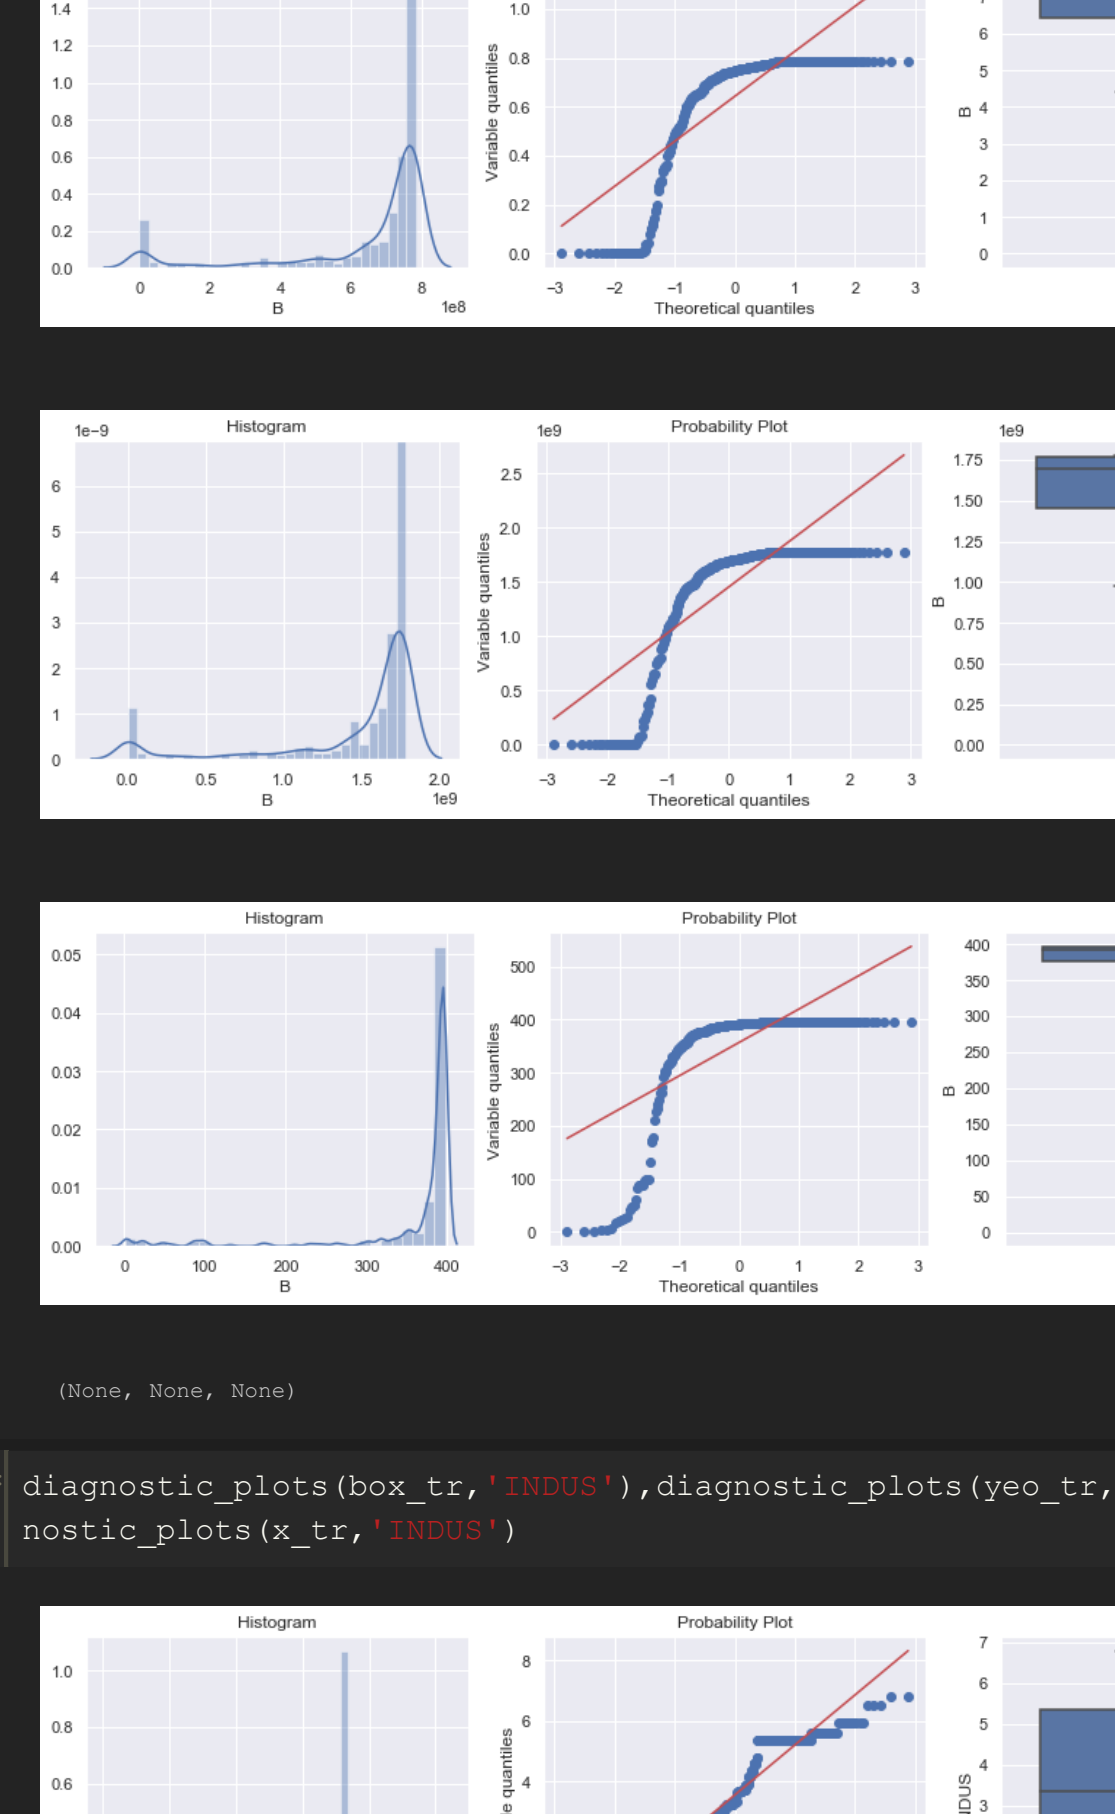 1.4
1.2
1.0
0.8
0.6
0.4
0.2
0.0
0 2 4 6 8
B 1e8
Variable quantiles
1.0
0.8
0.6
0.4
0.2
0.0
−3 −2 −1 0 1 2 3
Theoretical quantiles
B
6
5
4
3
2
1
0
1e−9 Histogram
6
5
4
3
2
1
0
0.0 0.5 1.0 1.5 2.0
B 1e9
1e9 Probability Plot
Variable quantiles
2.5
2.0
1.5
1.0
0.5
0.0
−3 −2 −1 0 1 2 3
Theoretical quantiles
1e9
B
1.75
1.50
1.25
1.00
0.75
0.50
0.25
0.00
Histogram
0.05
0.04
0.03
0.02
0.01
0.00
0 100 200 300 400
B
Probability Plot
Variable quantiles
500
400
300
200
100
0
−3 −2 −1 0 1 2 3
Theoretical quantiles
B
400
350
300
250
200
150
100
50
0
(None, None, None)
diagnostic_plots(box_tr,'INDUS'),diagnostic_plots(yeo_tr,
nostic_plots(x_tr,'INDUS')
Histogram
1.0
0.8
0.6
Probability Plot
quantiles
8
6
4
7
6
5
4
3